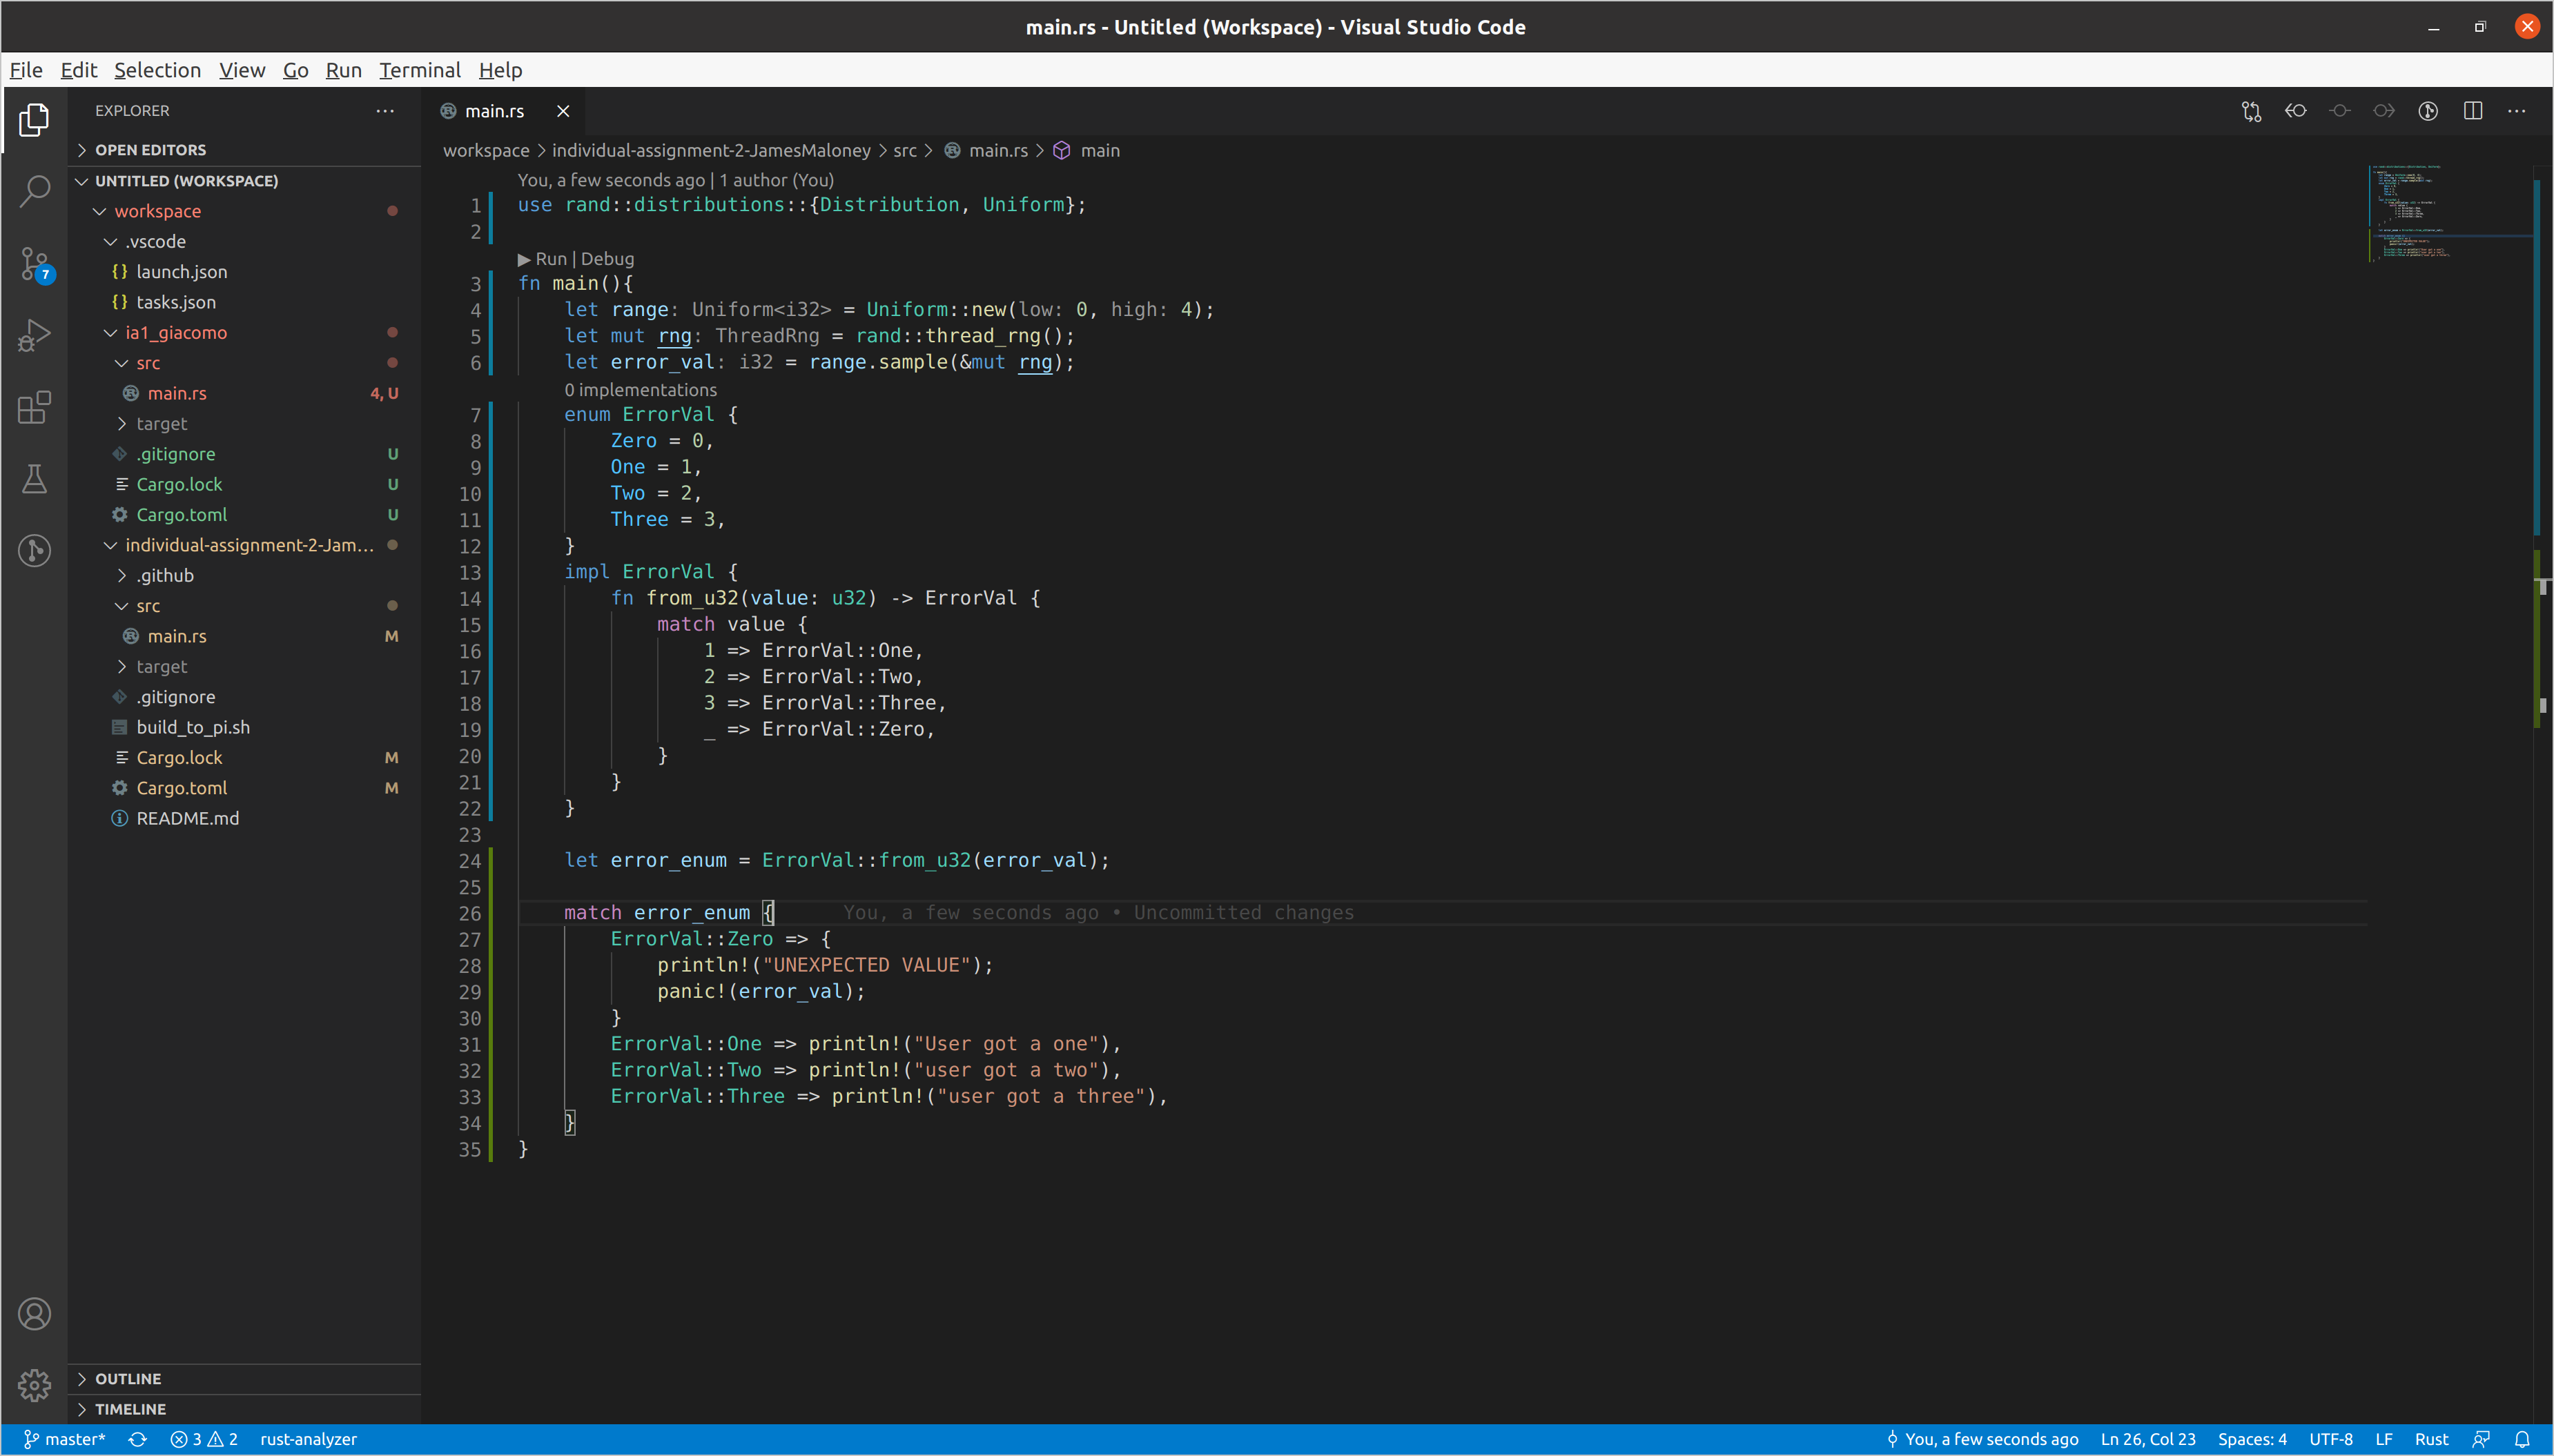 main.rs - Untitled (Workspace) - Visual Studio Code
File Edit Selection View Go Run Terminal Help
EXPLORER
OPEN EDITORS
UNTITLED (WORKSPACE)
workspace
.vscode
{} launch.json
{} tasks.json
ia1_giacomo
src
main.rs 4, U
target
.gitignore U
Cargo.lock U
Cargo.toml U
individual-assignment-2-Jam...
.github
src
main.rs M
target
.gitignore
build_to_pi.sh
Cargo.lock M
Cargo.toml M
README.md
OUTLINE
TIMELINE
7
main.rs
workspace > individual-assignment-2-JamesMaloney > src > main.rs > main
You, a few seconds ago | 1 author (You)
1 use rand::distributions::{Distribution, Uniform};
2
▶ Run | Debug
3 fn main(){
4 let range: Uniform<i32> = Uniform::new(low: 0, high: 4);
5 let mut rng: ThreadRng = rand::thread_rng();
6 let error_val: i32 = range.sample(&mut rng);
0 implementations
7 enum ErrorVal {
8 Zero = 0,
9 One = 1,
10 Two = 2,
11 Three = 3,
12 }
13 impl ErrorVal {
14 fn from_u32(value: u32) -> ErrorVal {
15 match value {
16 1 => ErrorVal::One,
17 2 => ErrorVal::Two,
18 3 => ErrorVal::Three,
19 _ => ErrorVal::Zero,
20 }
21 }
22 }
23
24 let error_enum = ErrorVal::from_u32(error_val);
25
26 match error_enum { You, a few seconds ago • Uncommitted changes
27 ErrorVal::Zero => {
28 println!("UNEXPECTED VALUE");
29 panic!(error_val);
30 }
31 ErrorVal::One => println!("User got a one"),
32 ErrorVal::Two => println!("user got a two"),
33 ErrorVal::Three => println!("user got a three"),
34 }
35 }
master* 3 2 rust-analyzer You, a few seconds ago Ln 26, Col 23 Spaces: 4 UTF-8 LF Rust